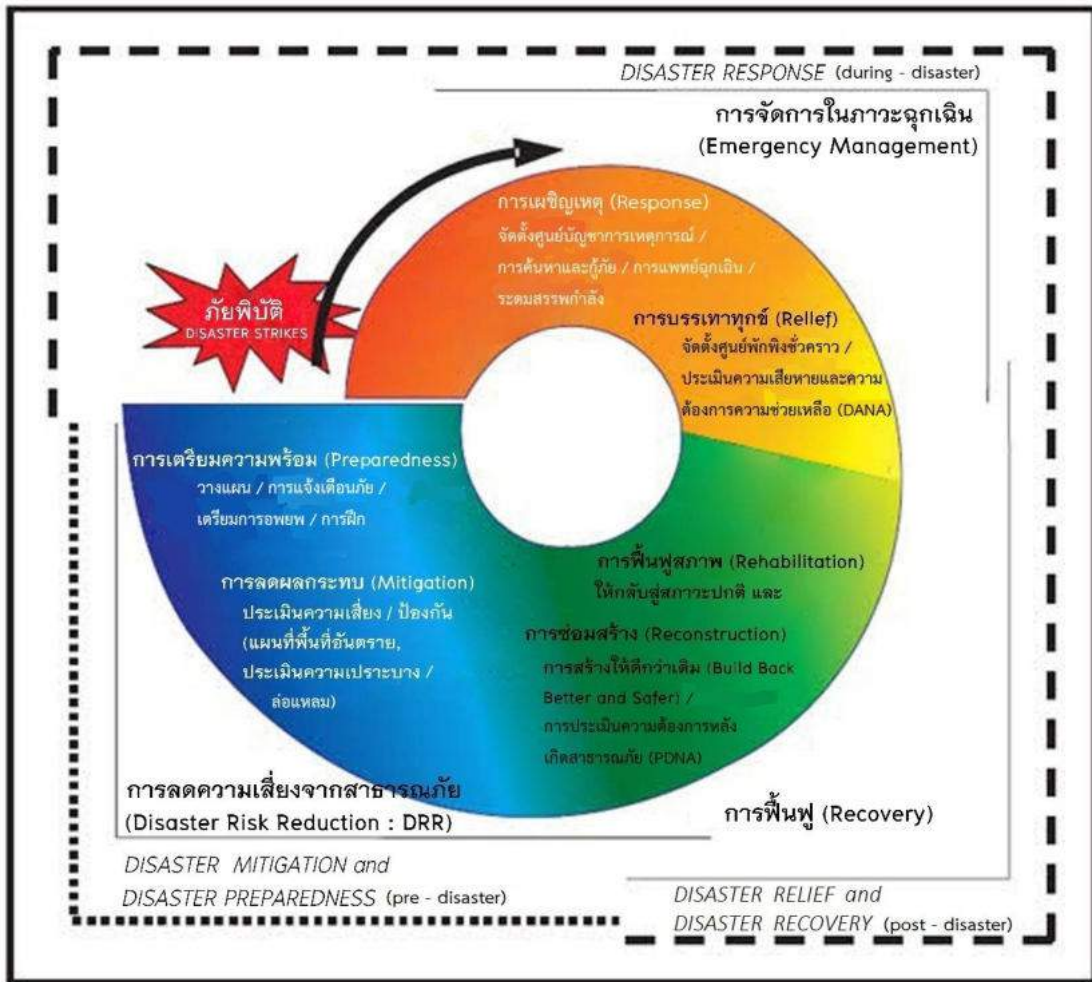 DISASTER RESPONSE (during - disaster)
การจัดการในภาวะฉุกเฉิน
(Emergency Management)
การเผชิญเหตุ (Response)
จัดตั้งศูนย์บัญชาการเหตุการณ์ /
การค้นหาและกู้ภัย / การแพทย์ฉุกเฉิน /
ระดมสรรพกำลัง
ภัยพิบัติ
DISASTER STRIKES
การบรรเทาทุกข์ (Relief)
จัดตั้งศูนย์พักพิงชั่วคราว /
ประเมินความเสียหายและความ
ต้องการความช่วยเหลือ (DANA)
การเตรียมความพร้อม (Preparedness)
วางแผน / การแจ้งเตือนภัย /
เตรียมการอพยพ / การฝึก
การลดผลกระทบ (Mitigation)
ประเมินความเสี่ยง / ป้องกัน
(แผนที่พื้นที่อันตราย,
ประเมินความเปราะบาง /
ล่อแหลม)
การฟื้นฟูสภาพ (Rehabilitation)
ให้กลับสู่สภาวะปกติ และ
การซ่อมสร้าง (Reconstruction)
การสร้างให้ดีกว่าเดิม (Build Back
Better and Safer) /
การประเมินความต้องการหลัง
เกิดสาธารณภัย (PDNA)
การลดความเสี่ยงจากสาธารณภัย
(Disaster Risk Reduction : DRR)
การฟื้นฟู (Recovery)
DISASTER MITIGATION and
DISASTER PREPAREDNESS (pre - disaster)
DISASTER RELIEF and
DISASTER RECOVERY (post - disaster)